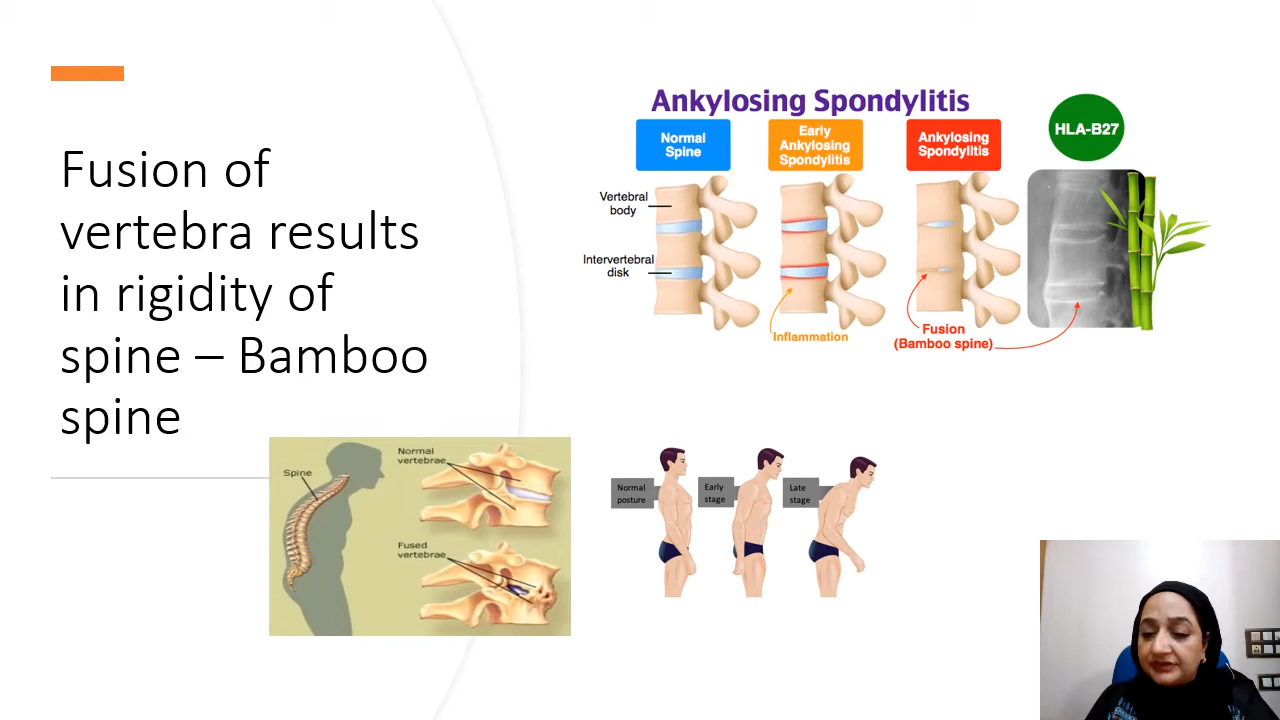 Fusion of
vertebra results
in rigidity of
spine – Bamboo
spine
Ankylosing Spondylitis
Normal
Spine
Early
Ankylosing
Spondylitis
Ankylosing
Spondylitis
HLA-B27
Vertebral
body
Intervertebral
disk
Inflammation
Fusion
(Bamboo spine)
Spine
Normal
vertebrae
Fused
vertebrae
Normal
posture
Early
stage
Late
stage